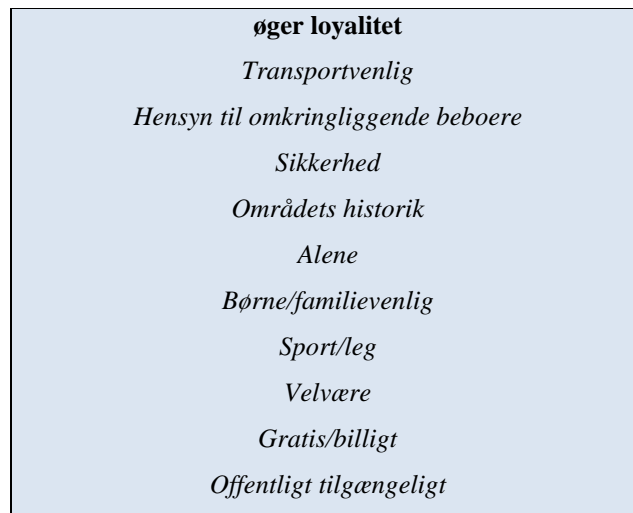 øger loyalitet
Transportvenlig
Hensyn til omkringliggende beboere
Sikkerhed
Områdets historik
Alene
Børne/familievenlig
Sport/leg
Velvære
Gratis/billigt
Offentligt tilgængeligt